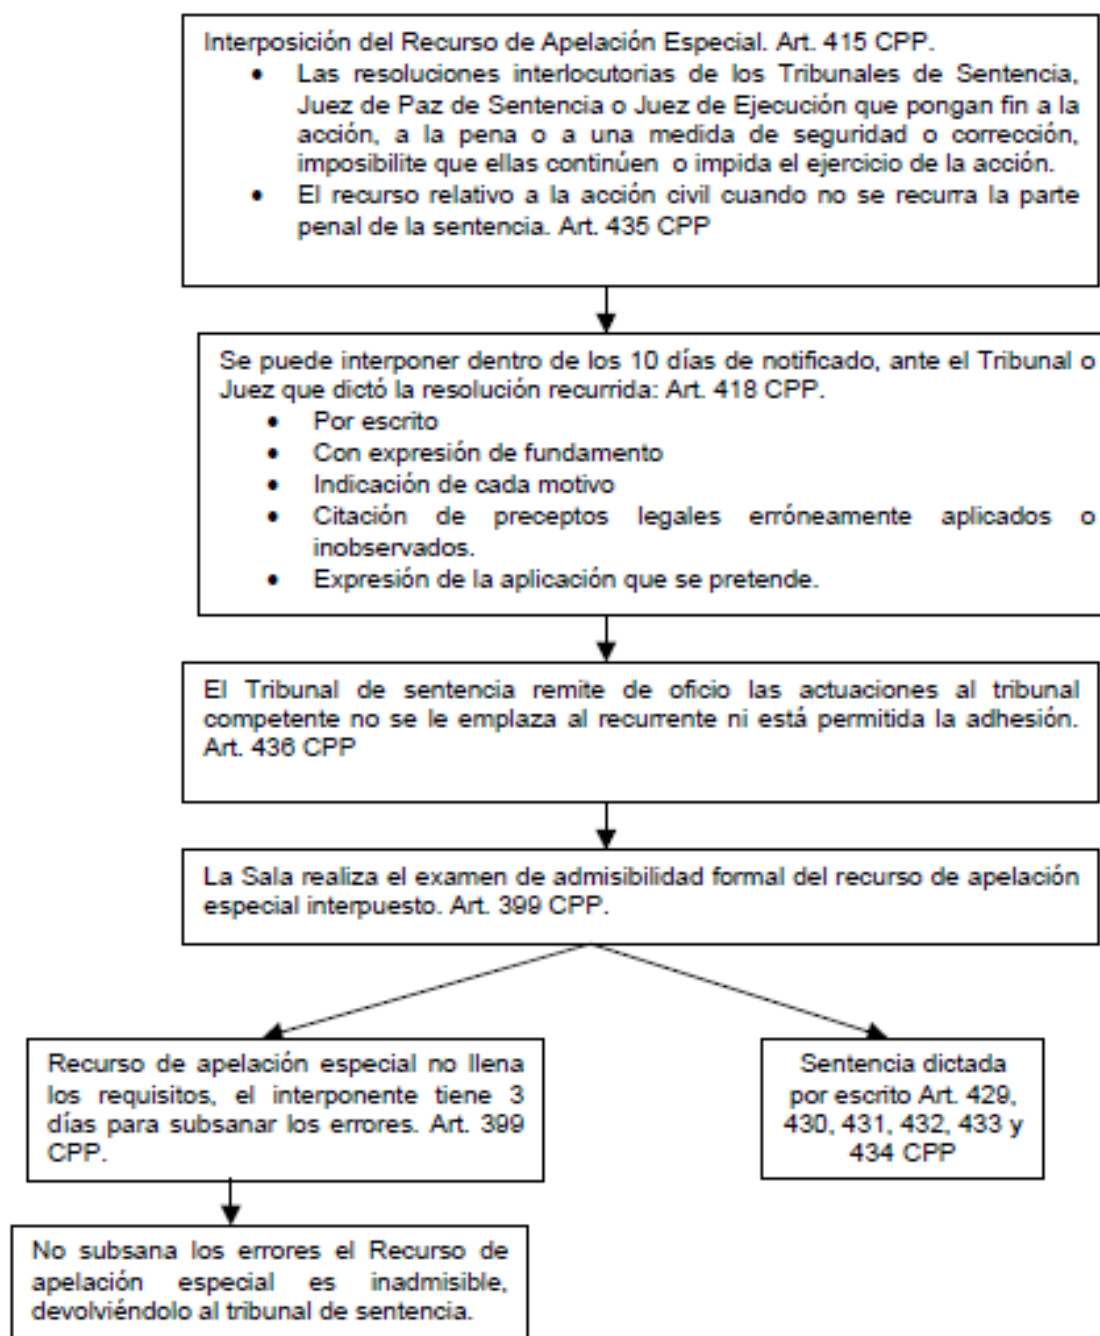 Interposición del Recurso de Apelación Especial. Art. 415 CPP.
• Las resoluciones interlocutorias de los Tribunales de Sentencia,
Juez de Paz de Sentencia o Juez de Ejecución que pongan fin a la
acción, a la pena o a una medida de seguridad o corrección,
imposibilite que ellas continúen o impida el ejercicio de la acción.
• El recurso relativo a la acción civil cuando no se recurra la parte
penal de la sentencia. Art. 435 CPP
Se puede interponer dentro de los 10 días de notificado, ante el Tribunal o
Juez que dictó la resolución recurrida: Art. 418 CPP.
• Por escrito
• Con expresión de fundamento
• Indicación de cada motivo
• Citación de preceptos legales erróneamente aplicados o
inobservados.
• Expresión de la aplicación que se pretende.
El Tribunal de sentencia remite de oficio las actuaciones al tribunal
competente no se le emplaza al recurrente ni está permitida la adhesión.
Art. 436 CPP
La Sala realiza el examen de admisibilidad formal del recurso de apelación
especial interpuesto. Art. 399 CPP.
Recurso de apelación especial no llena
los requisitos, el interponente tiene 3
días para subsanar los errores. Art. 399
CPP.
Sentencia dictada
por escrito Art. 429,
430, 431, 432, 433 y
434 CPP
No subsana los errores el Recurso de
apelación especial es inadmisible,
devolviéndolo al tribunal de sentencia.